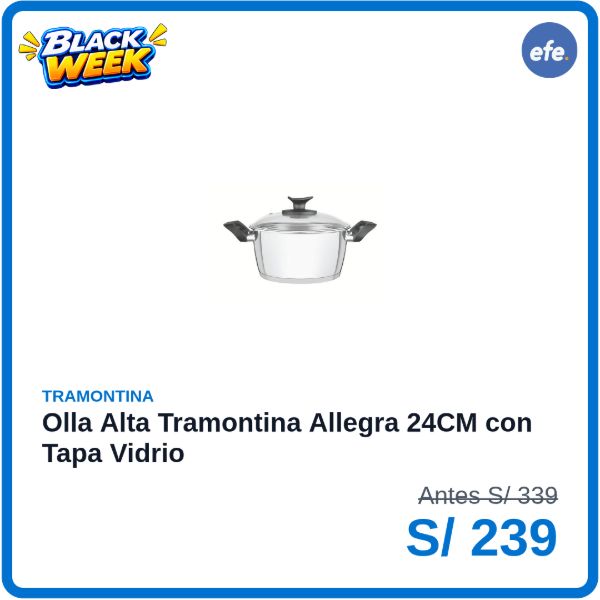 BLACK
WEEK
efe.
TRAMONTINA
Olla Alta Tramontina Allegra 24CM con
Tapa Vidrio
Antes S/ 339
S/ 239